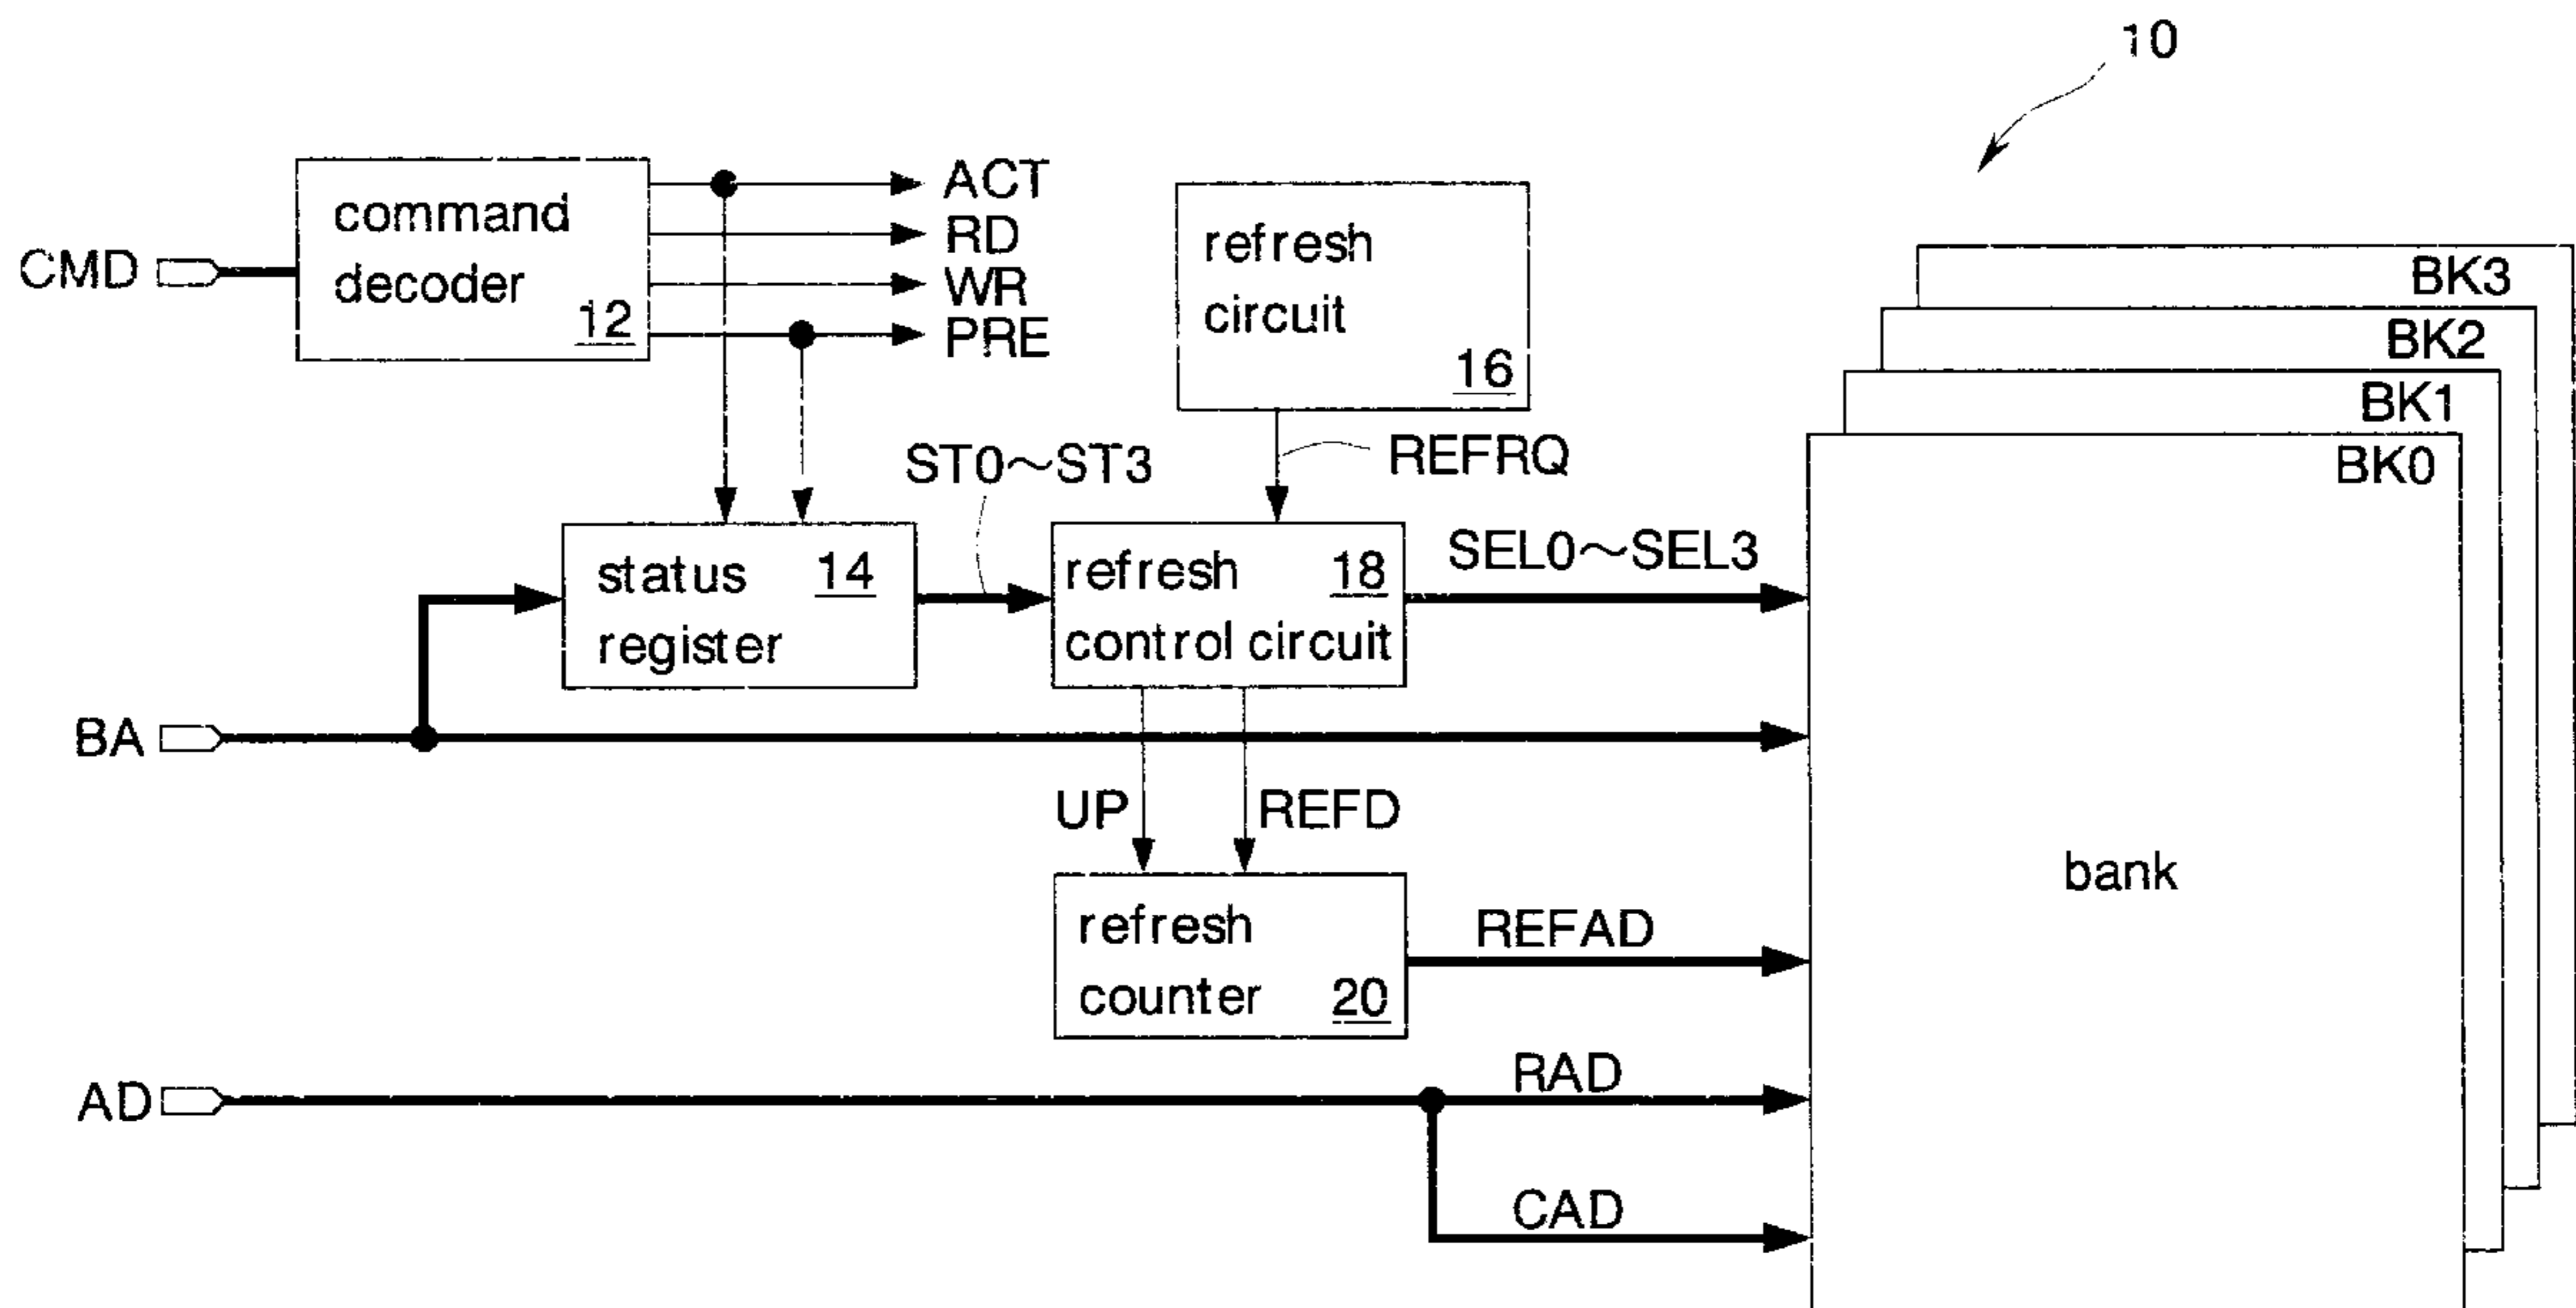 10
command
decoder
12
CMD
ACT
RD
WR
PRE
refresh
circuit
16
BK3
BK2
BK1
BK0
ST0～ST3
REFRQ
status
register
14
refresh
control circuit
18
SEL0～SEL3
BA
UP
REFD
bank
refresh
counter
20
REFAD
AD
RAD
CAD